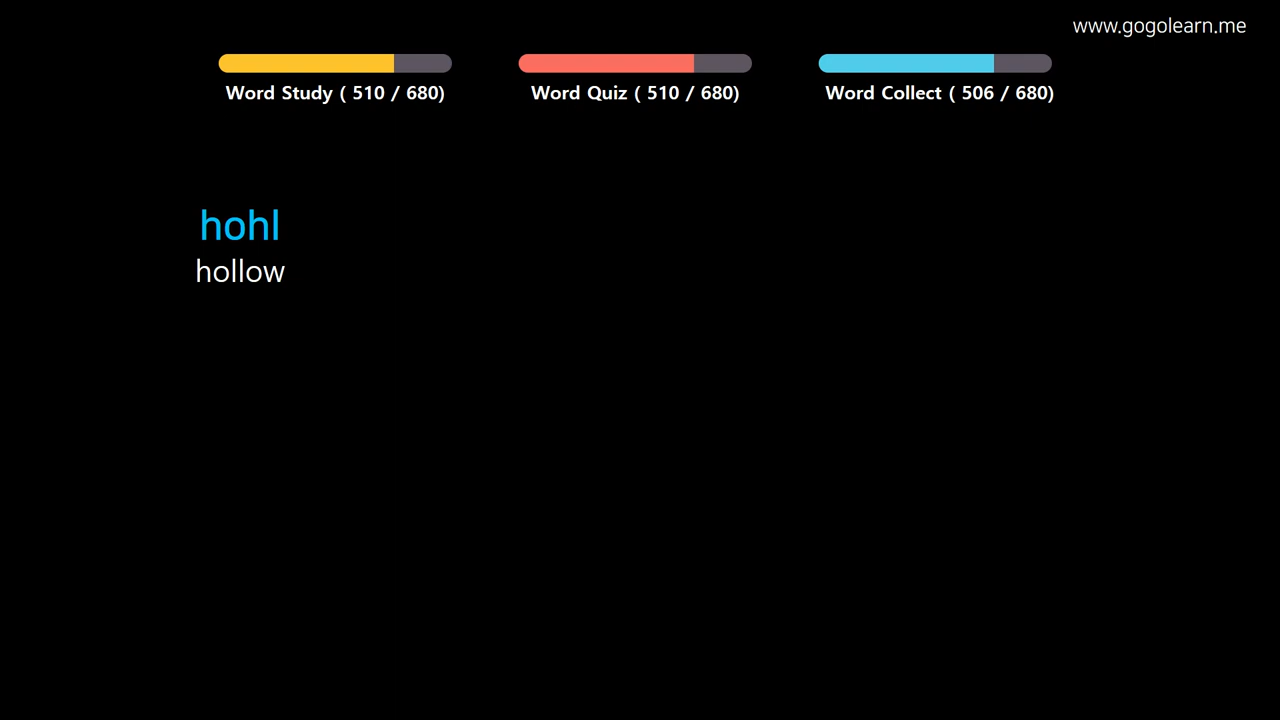 www.gogolearn.me
Word Study ( 510 / 680)
Word Quiz ( 510 / 680)
Word Collect ( 506 / 680)
hohl
hollow